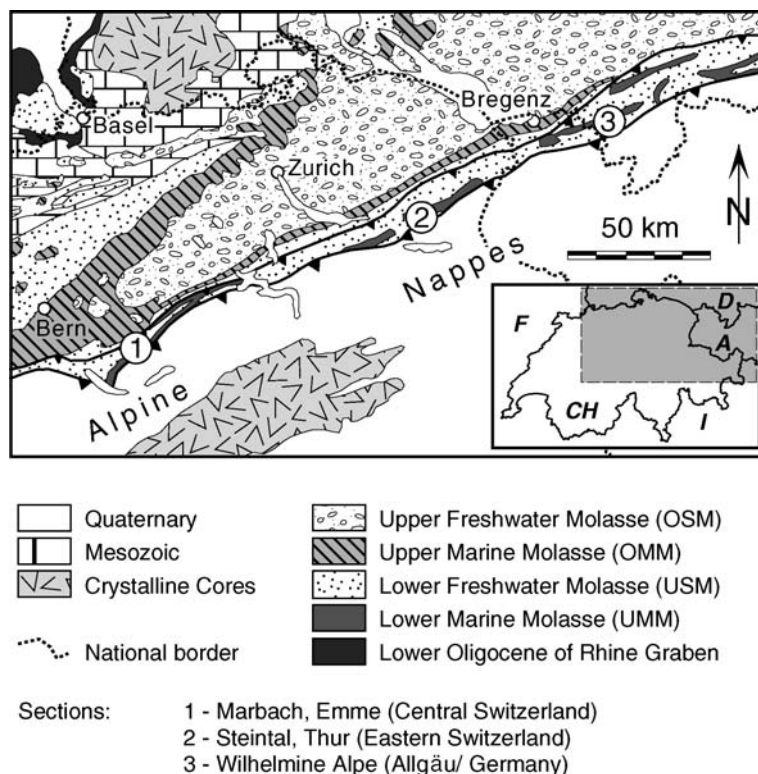 Basel
Bregenz
3
Zurich
2
50 km
N
Nappes
Bern
1
Alpine
F
D
A
CH
I
Quaternary
Mesozoic
Crystalline Cores
National border
Upper Freshwater Molasse (OSM)
Upper Marine Molasse (OMM)
Lower Freshwater Molasse (USM)
Lower Marine Molasse (UMM)
Lower Oligocene of Rhine Graben
Sections: 1 - Marbach, Emme (Central Switzerland)
2 - Steintal, Thur (Eastern Switzerland)
3 - Wilhelmine Alpe (Allgäu/ Germany)